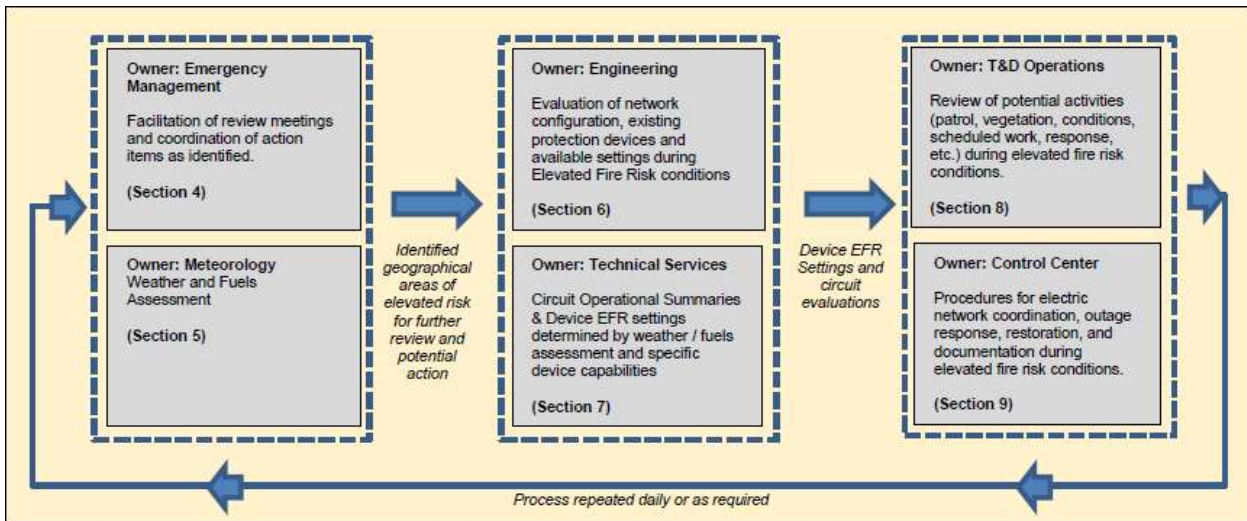 Owner: Emergency
Management
Facilitation of review meetings
and coordination of action
items as identified.
(Section 4)
Owner: Meteorology
Weather and Fuels
Assessment
(Section 5)
Identified
geographical
areas of
elevated risk
for further
review and
potential
action
Owner: Engineering
Evaluation of network
configuration, existing
protection devices and
available settings during
Elevated Fire Risk conditions
(Section 6)
Owner: Technical Services
Circuit Operational Summaries
& Device EFR settings
determined by weather / fuels
assessment and specific
device capabilities
(Section 7)
Device EFR
Settings and
circuit
evaluations
Owner: T&D Operations
Review of potential activities
(patrol, vegetation, conditions,
scheduled work, response,
etc.) during elevated fire risk
conditions.
(Section 8)
Owner: Control Center
Procedures for electric
network coordination, outage
response, restoration, and
documentation during
elevated fire risk conditions.
(Section 9)
Process repeated daily or as required